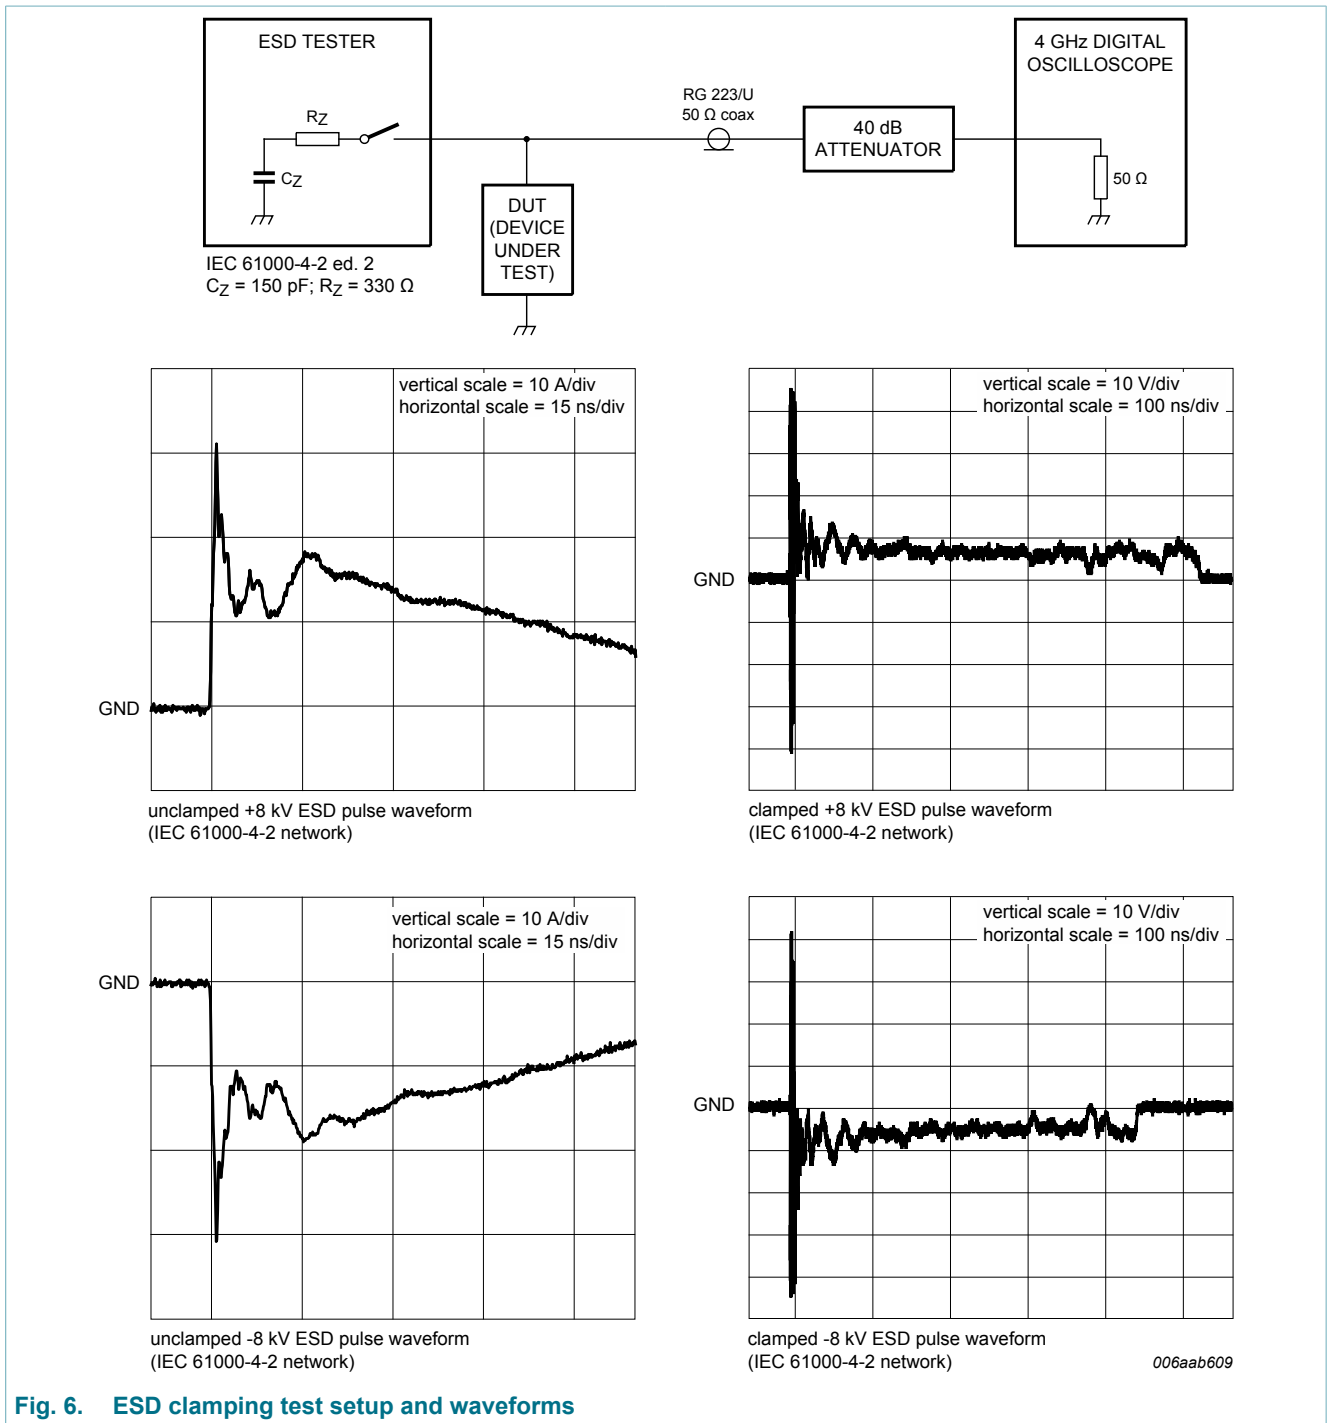 ESD TESTER
RZ
CZ
IEC 61000-4-2 ed. 2
CZ = 150 pF; RZ = 330 Ω
DUT
(DEVICE
UNDER
TEST)
RG 223/U
50 Ω coax
40 dB
ATTENUATOR
4 GHz DIGITAL
OSCILLOSCOPE
50 Ω
vertical scale = 10 A/div
horizontal scale = 15 ns/div
GND
unclamped +8 kV ESD pulse waveform
(IEC 61000-4-2 network)
vertical scale = 10 V/div
horizontal scale = 100 ns/div
GND
clamped +8 kV ESD pulse waveform
(IEC 61000-4-2 network)
vertical scale = 10 A/div
horizontal scale = 15 ns/div
GND
unclamped -8 kV ESD pulse waveform
(IEC 61000-4-2 network)
vertical scale = 10 V/div
horizontal scale = 100 ns/div
GND
clamped -8 kV ESD pulse waveform
(IEC 61000-4-2 network)
006aab609
Fig. 6. ESD clamping test setup and waveforms